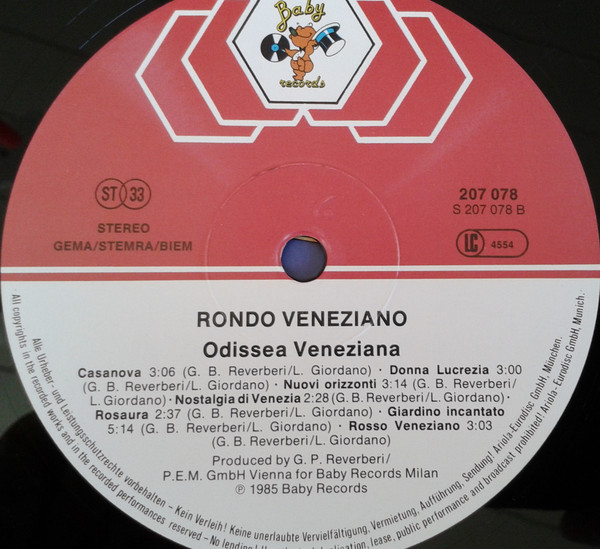 Baby
records
ST 33
STEREO
GEMA/STEMRA/BIEM
207 078
S 207 078 B
LC 4554
RONDO VENEZIANO
Odissea Veneziana
Casanova 3:06 (G. B. Reverberi/L. Giordano) · Donna Lucrezia 3:00
(G. B. Reverberi/L. Giordano) · Nuovi orizzonti 3:14 (G. B. Reverberi/
L. Giordano) · Nostalgia di Venezia 2:28 (G. B. Reverberi/L. Giordano) ·
Rosaura 2:37 (G. B. Reverberi/L. Giordano) · Giardino incantato
5:14 (G. B. Reverberi/L. Giordano) · Rosso Veneziano 3:03
(G. B. Reverberi/L. Giordano)
Produced by G. P. Reverberi/
P.E.M. GmbH Vienna for Baby Records Milan
℗ 1985 Baby Records
Alle Urheber- und Leistungsschutzrechte vorbehalten – Kein Verleih! Keine unerlaubte Vervielfältigung, Vermietung, Aufführung, Sendung! Ariola-Eurodisc GmbH, München.
· All copyrights in the recorded works and in the recorded performances reserved – No lending! lease, public performance and broadcast prohibited! Ariola-Eurodisc GmbH, Munich. ·